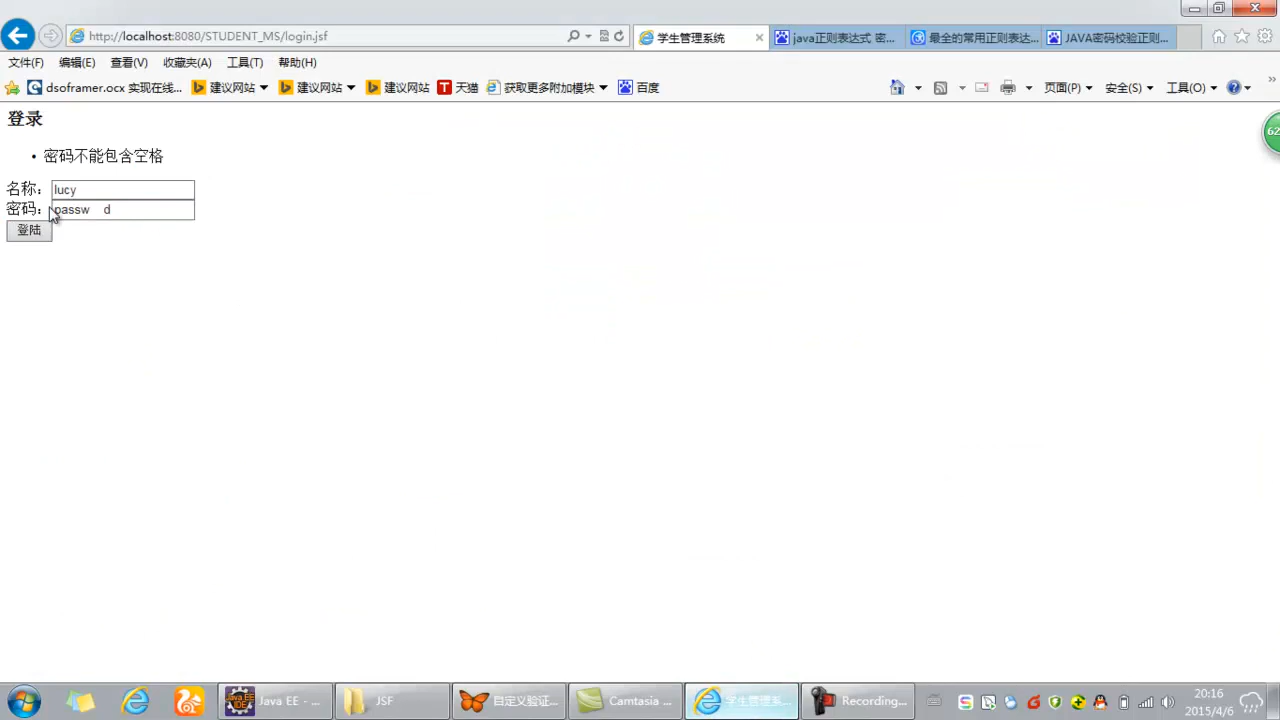 http://localhost:8080/STUDENT_MS/login.jsf
学生管理系统
java正则表达式 密...
最全的常用正则表达...
JAVA密码校验正则...
文件(F) 编辑(E) 查看(V) 收藏夹(A) 工具(T) 帮助(H)
dsoframer.ocx 实现在线... 建议网站 建议网站 建议网站 天猫 获取更多附加模块 百度 页面(P) 安全(S) 工具(O)
登录
62
• 密码不能包含空格
名称： lucy
密码： passw    d
登陆
Java EE - ... JSF 自定义验证... Camtasia ... 学生管理系... Recording... 20:16
2015/4/6